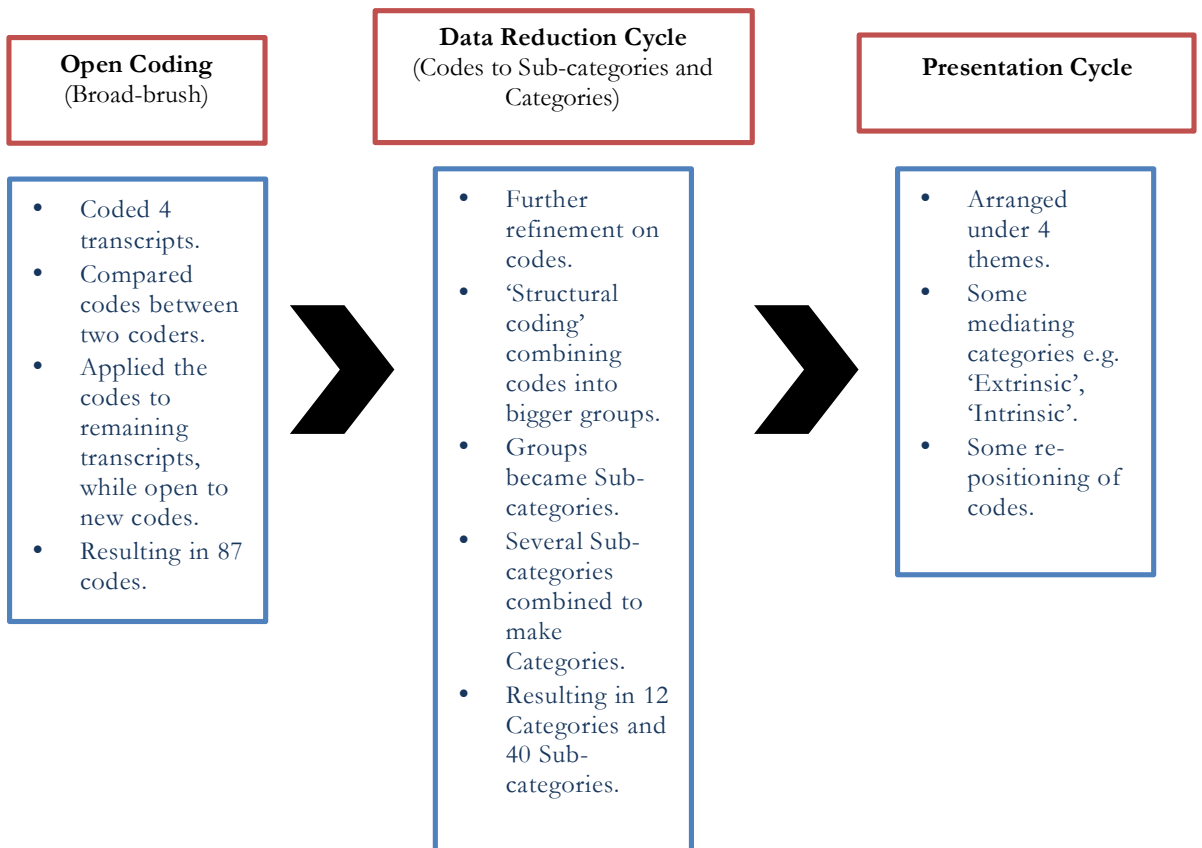 Open Coding
(Broad-brush)
• Coded 4
transcripts.
• Compared
codes between
two coders.
• Applied the
codes to
remaining
transcripts,
while open to
new codes.
• Resulting in 87
codes.
Data Reduction Cycle
(Codes to Sub-categories and
Categories)
• Further
refinement on
codes.
• ‘Structural
coding’
combining
codes into
bigger groups.
• Groups
became Sub-
categories.
• Several Sub-
categories
combined to
make
Categories.
• Resulting in 12
Categories and
40 Sub-
categories.
Presentation Cycle
• Arranged
under 4
themes.
• Some
mediating
categories e.g.
‘Extrinsic’,
‘Intrinsic’.
• Some re-
positioning of
codes.